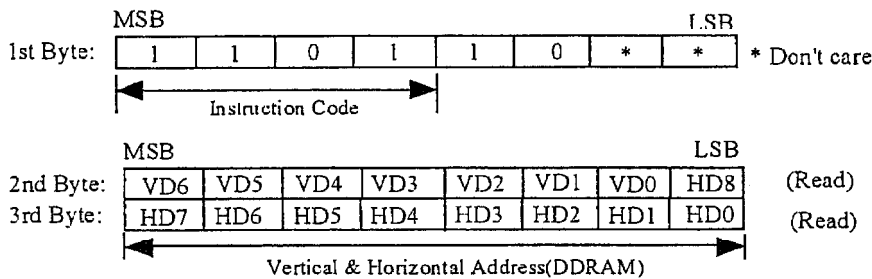 MSB LSB
1st Byte: 1 1 0 1 1 0 * * * Don't care
Instruction Code
MSB LSB
2nd Byte: VD6 VD5 VD4 VD3 VD2 VD1 VD0 HD8 (Read)
3rd Byte: HD7 HD6 HD5 HD4 HD3 HD2 HD1 HD0 (Read)
Vertical & Horizontal Address(DDRAM)